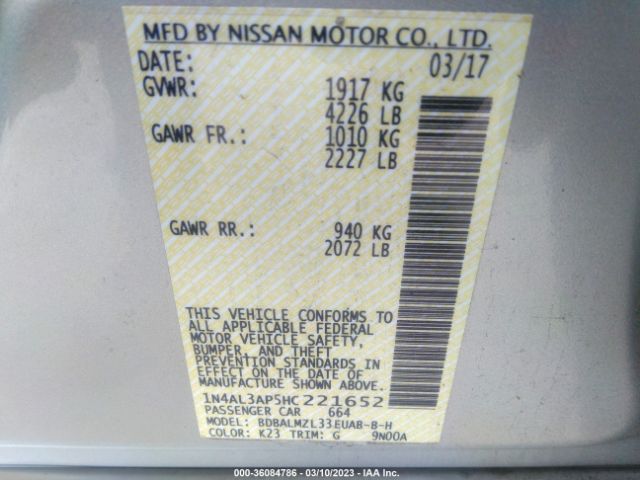 MFD BY NISSAN MOTOR CO., LTD.
DATE: 03/17
GVWR: 1917 KG
4226 LB
GAWR FR.: 1010 KG
2227 LB
GAWR RR.: 940 KG
2072 LB
THIS VEHICLE CONFORMS TO
ALL APPLICABLE FEDERAL
MOTOR VEHICLE SAFETY,
BUMPER, AND THEFT
PREVENTION STANDARDS IN
EFFECT ON THE DATE OF
MANUFACTURE SHOWN ABOVE.
1N4AL3AP5HC221652
PASSENGER CAR 664
MODEL: BDBALMZL33EUAB-8-H
COLOR: K23 TRIM: G 9N00A
000-36084786 — 03/10/2023 — IAA Inc.